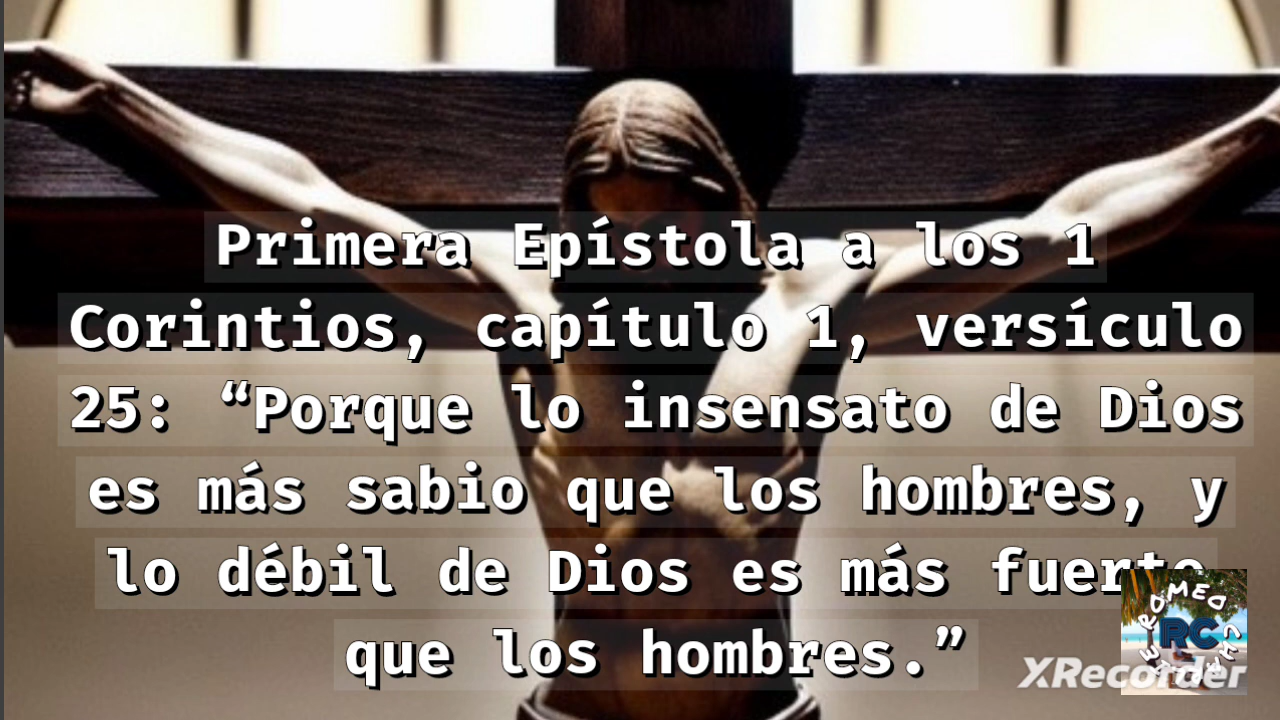 Primera Epístola a los 1
Corintios, capítulo 1, versículo
25: “Porque lo insensato de Dios
es más sabio que los hombres, y
lo débil de Dios es más fuerte
que los hombres.”
ROMEO
RC
XRecorder